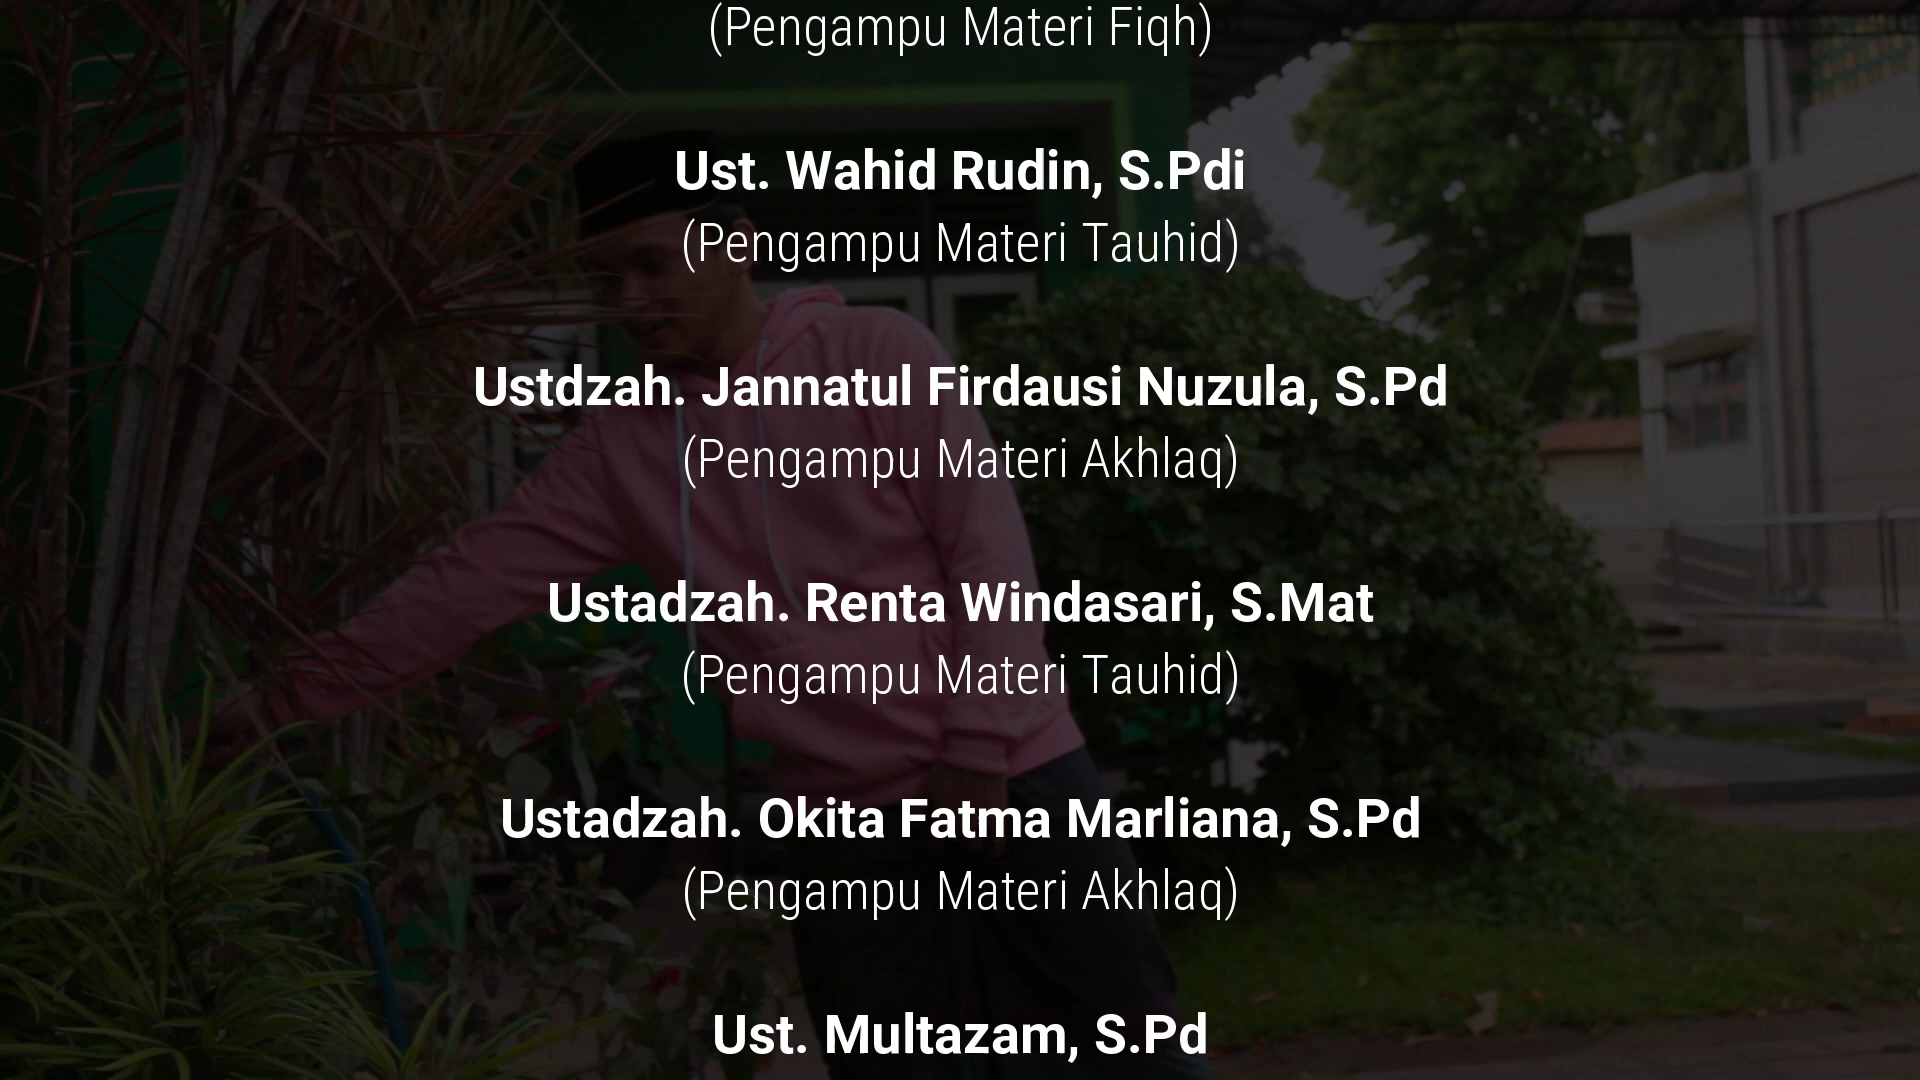 (Pengampu Materi Fiqh)
Ust. Wahid Rudin, S.Pdi
(Pengampu Materi Tauhid)
Ustdzah. Jannatul Firdausi Nuzula, S.Pd
(Pengampu Materi Akhlaq)
Ustadzah. Renta Windasari, S.Mat
(Pengampu Materi Tauhid)
Ustadzah. Okita Fatma Marliana, S.Pd
(Pengampu Materi Akhlaq)
Ust. Multazam, S.Pd